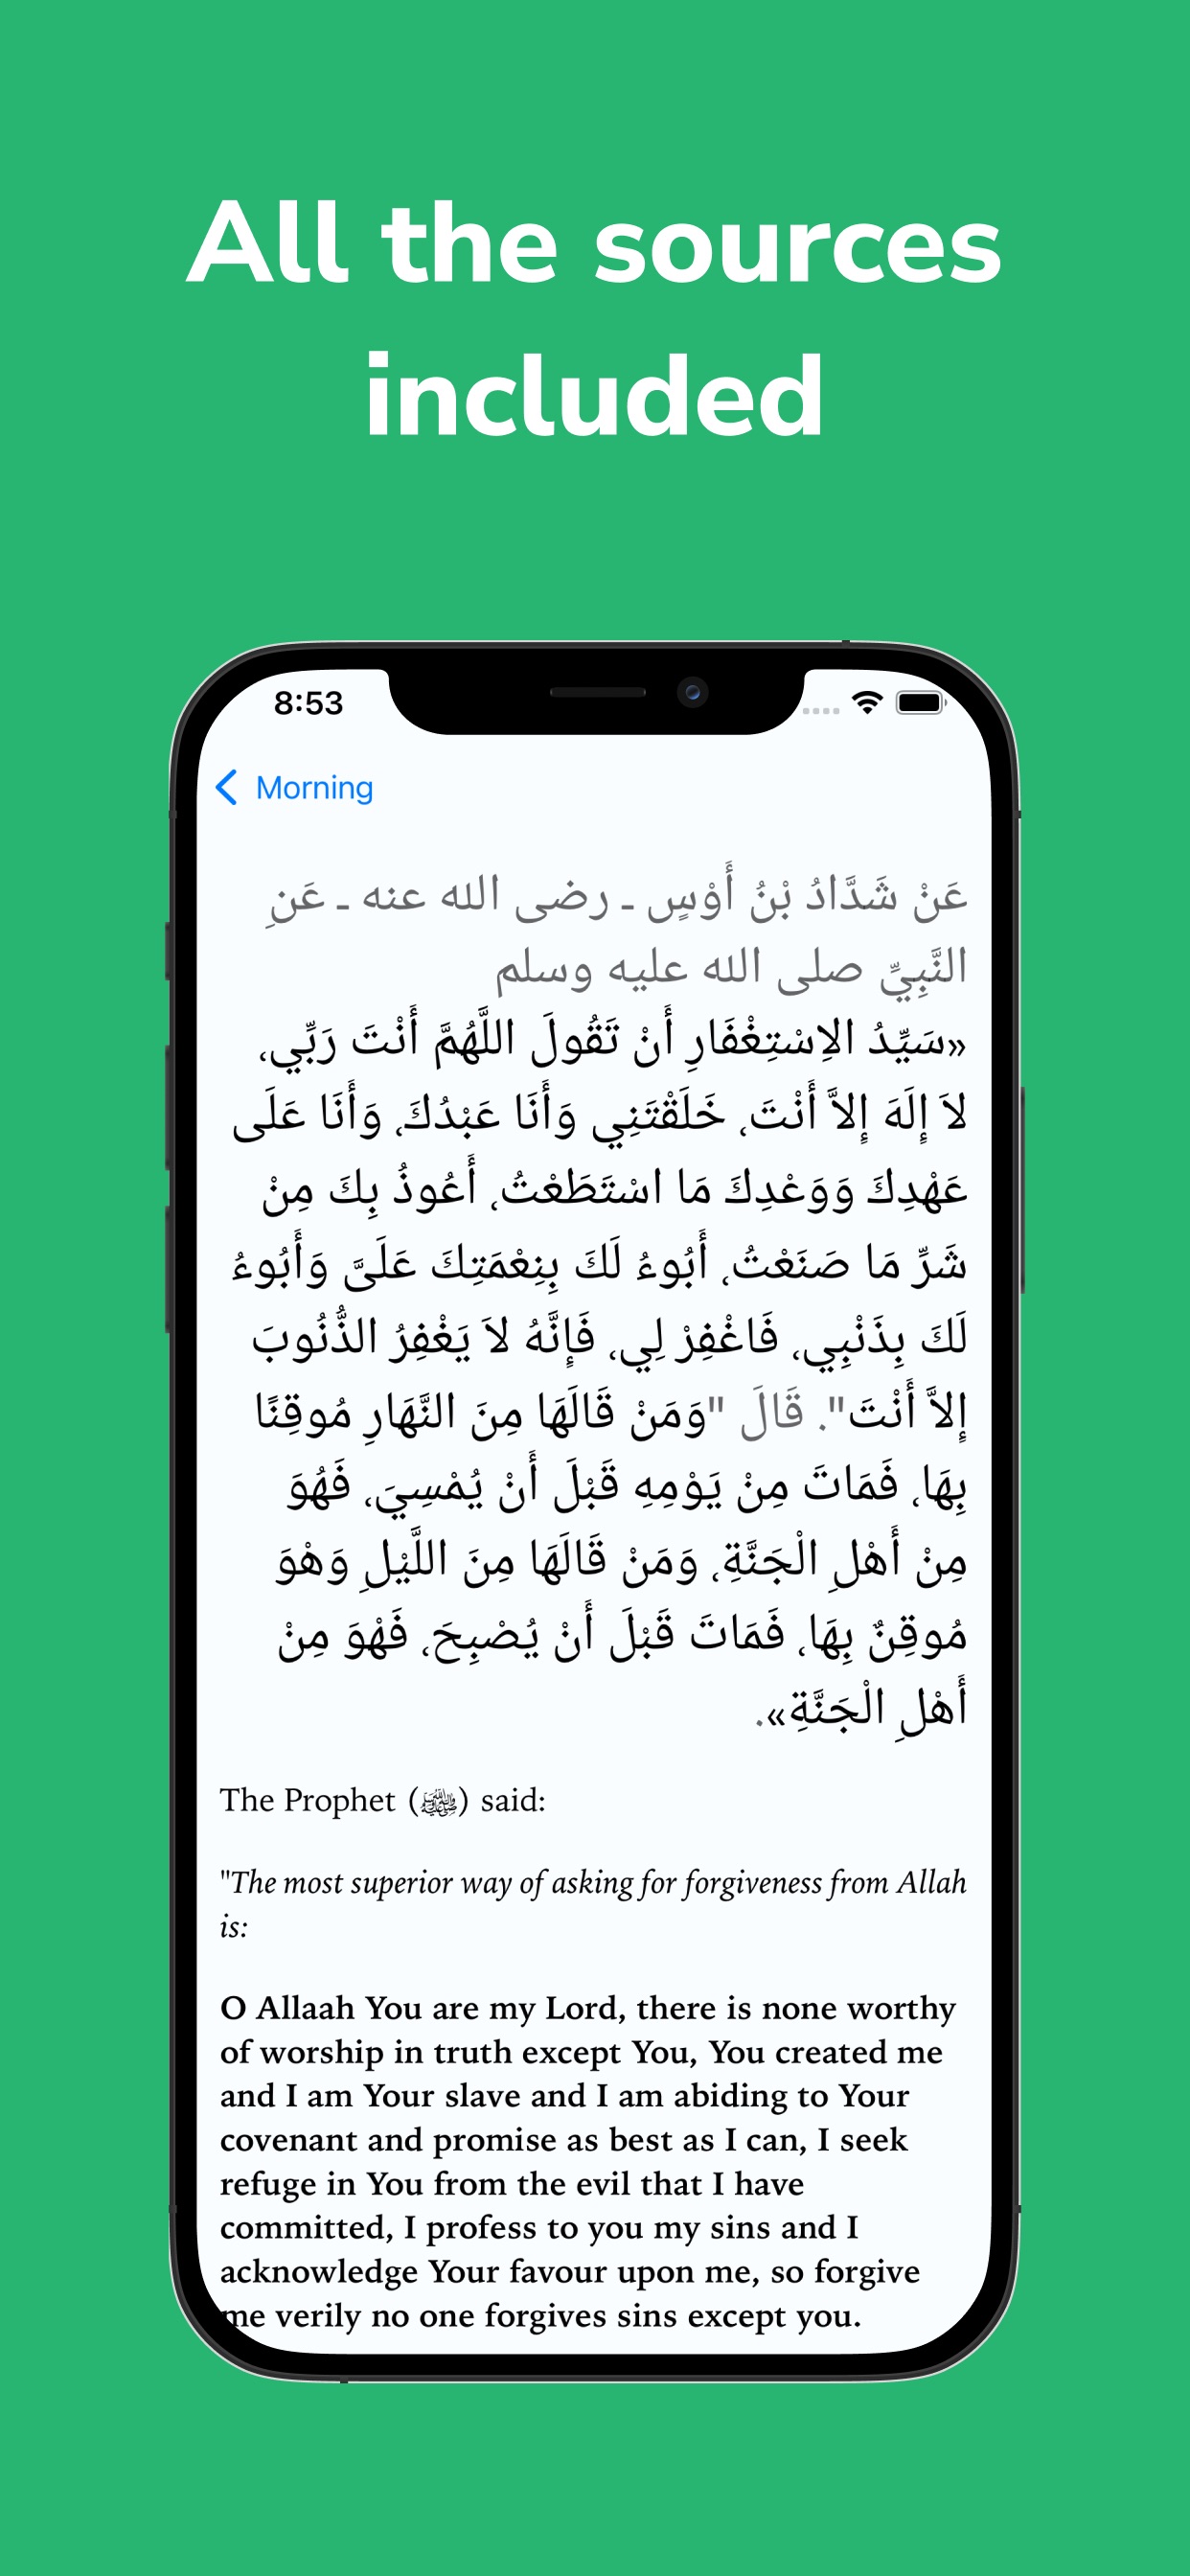 All the sources
included
8:53
Morning
عَنْ شَدَّادُ بْنُ أَوْسٍ ـ رضى الله عنه ـ عَنِ
النَّبِيِّ صلى الله عليه وسلم
«سَيِّدُ الاِسْتِغْفَارِ أَنْ تَقُولَ اللَّهُمَّ أَنْتَ رَبِّي،
لاَ إِلَهَ إِلاَّ أَنْتَ، خَلَقْتَنِي وَأَنَا عَبْدُكَ، وَأَنَا عَلَى
عَهْدِكَ وَوَعْدِكَ مَا اسْتَطَعْتُ، أَعُوذُ بِكَ مِنْ
شَرِّ مَا صَنَعْتُ، أَبُوءُ لَكَ بِنِعْمَتِكَ عَلَىَّ وَأَبُوءُ
لَكَ بِذَنْبِي، فَاغْفِرْ لِي، فَإِنَّهُ لاَ يَغْفِرُ الذُّنُوبَ
إِلاَّ أَنْتَ". قَالَ "وَمَنْ قَالَهَا مِنَ النَّهَارِ مُوقِنًا
بِهَا، فَمَاتَ مِنْ يَوْمِهِ قَبْلَ أَنْ يُمْسِيَ، فَهُوَ
مِنْ أَهْلِ الْجَنَّةِ، وَمَنْ قَالَهَا مِنَ اللَّيْلِ وَهْوَ
مُوقِنٌ بِهَا، فَمَاتَ قَبْلَ أَنْ يُصْبِحَ، فَهْوَ مِنْ
أَهْلِ الْجَنَّةِ».
The Prophet (ﷺ) said:
"The most superior way of asking for forgiveness from Allah
is:
O Allaah You are my Lord, there is none worthy
of worship in truth except You, You created me
and I am Your slave and I am abiding to Your
covenant and promise as best as I can, I seek
refuge in You from the evil that I have
committed, I profess to you my sins and I
acknowledge Your favour upon me, so forgive
me verily no one forgives sins except you.